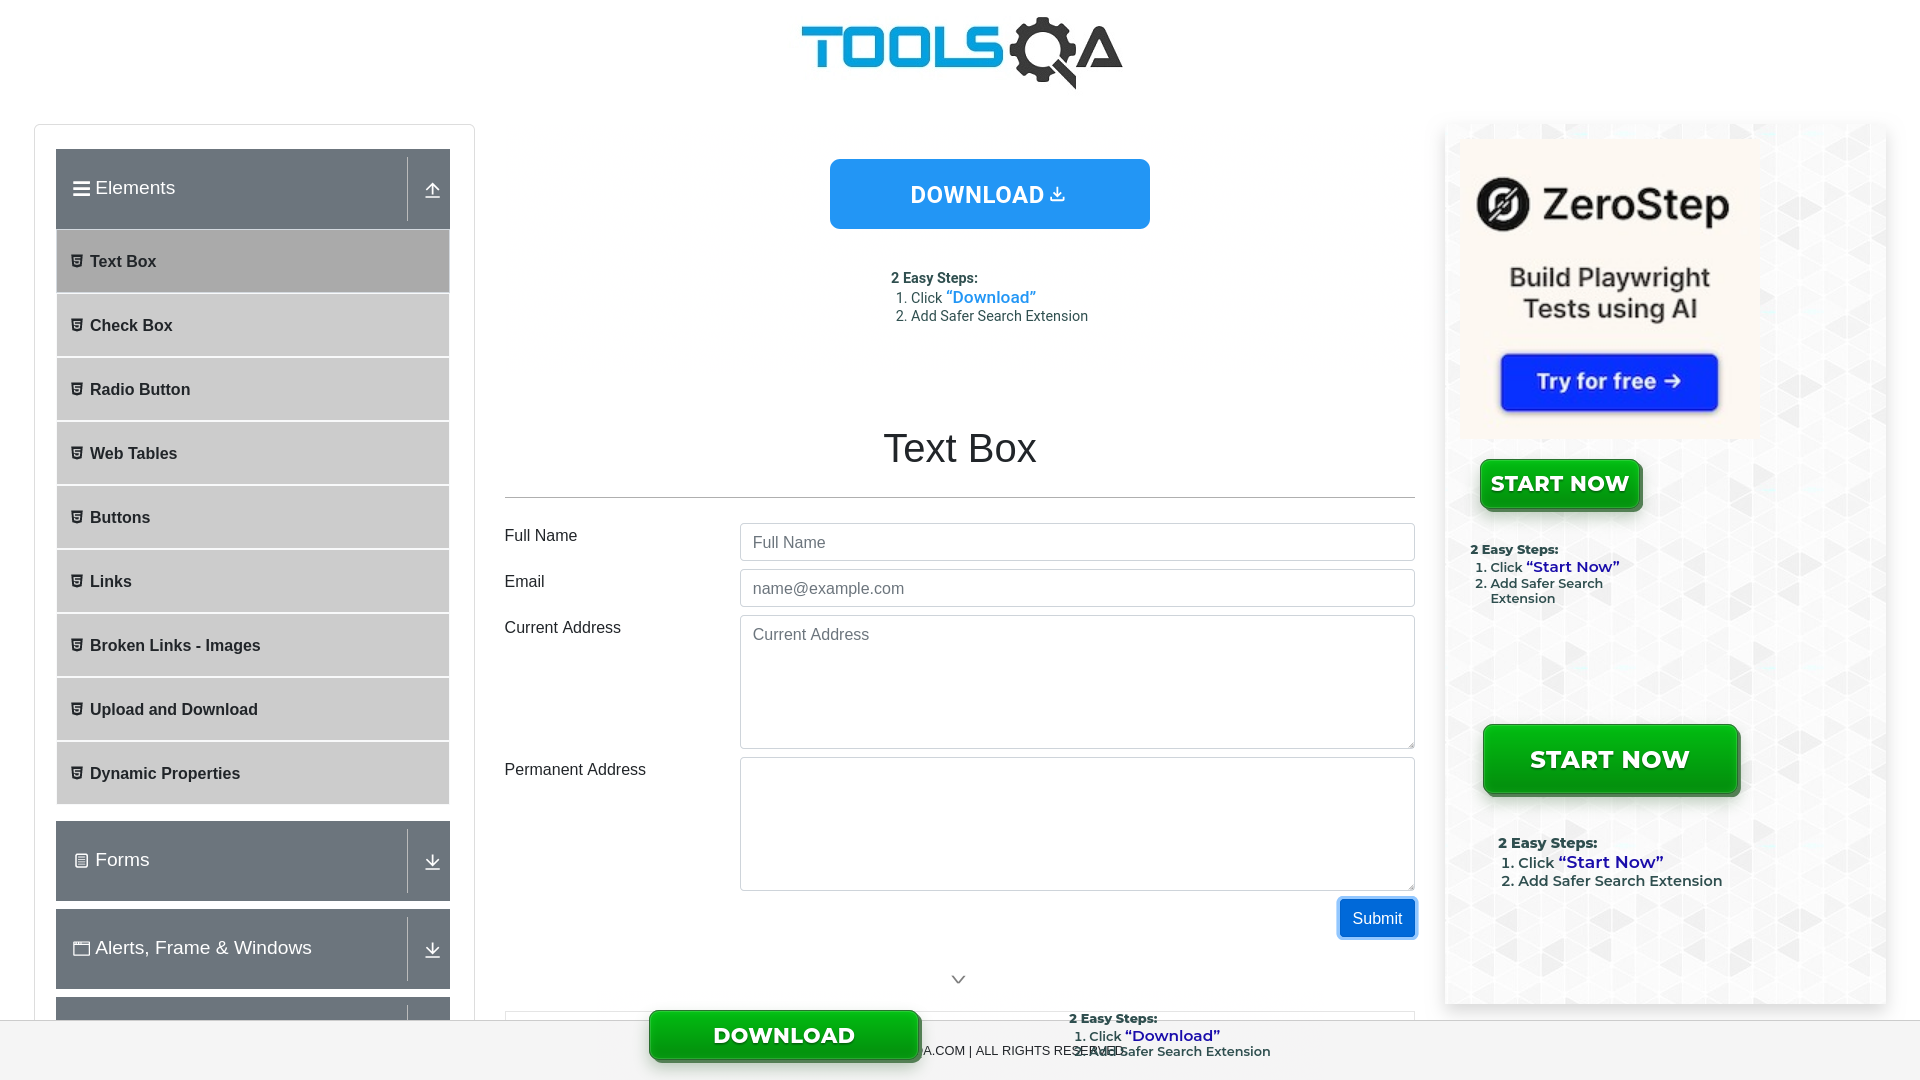 TOOLSQA
Elements
Text Box
Check Box
Radio Button
Web Tables
Buttons
Links
Broken Links - Images
Upload and Download
Dynamic Properties
Forms
Alerts, Frame & Windows
DOWNLOAD
2 Easy Steps:
1. Click “Download”
2. Add Safer Search Extension
Text Box
Full Name
Full Name
Email
name@example.com
Current Address
Current Address
Permanent Address
Submit
ZeroStep
Build Playwright
Tests using AI
Try for free →
START NOW
2 Easy Steps:
1. Click “Start Now”
2. Add Safer Search
Extension
START NOW
2 Easy Steps:
1. Click “Start Now”
2. Add Safer Search Extension
DOWNLOAD
2 Easy Steps:
1. Click “Download”
2. Add Safer Search Extension
A.COM | ALL RIGHTS RESERVED